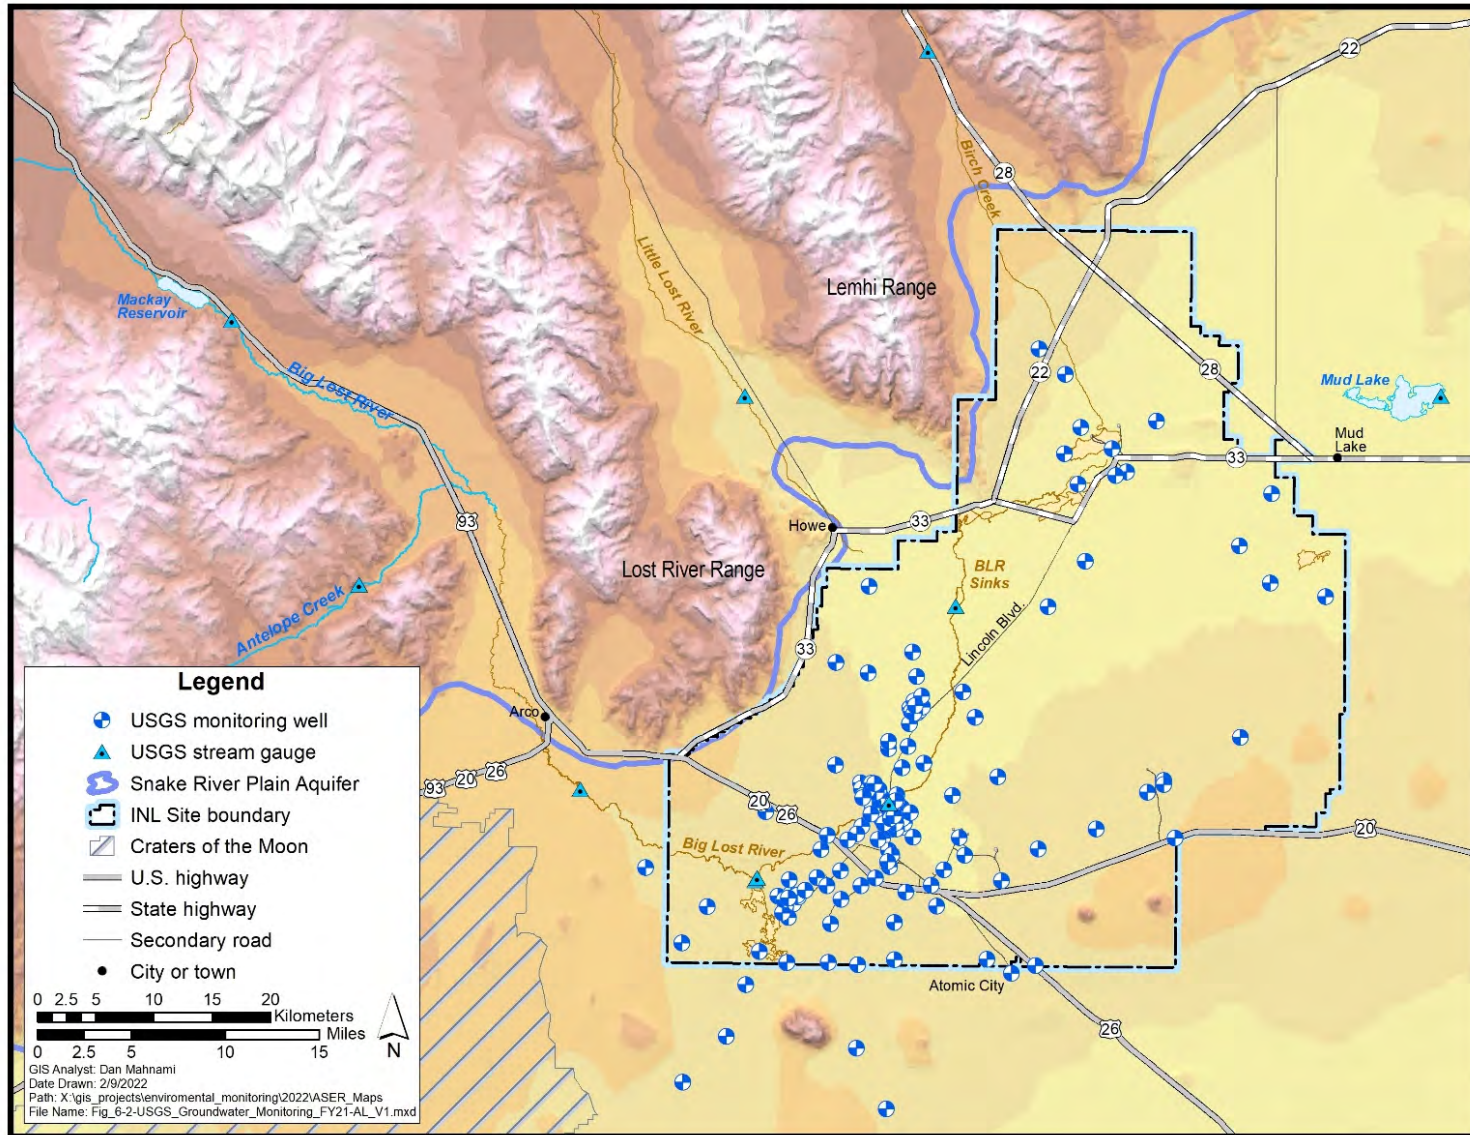 22
Birch Creek
28
Little Lost River
Lemhi Range
Mackay
Reservoir
Big Lost River
22
28
Mud Lake
Mud
Lake
33
93
Howe
33
Lost River Range
BLR
Sinks
Antelope Creek
Lincoln Blvd.
33
Arco
93
20
26
20
26
20
Big Lost River
Atomic City
26
Legend
USGS monitoring well
USGS stream gauge
Snake River Plain Aquifer
INL Site boundary
Craters of the Moon
U.S. highway
State highway
Secondary road
City or town
0 2.5 5 10 15 20
Kilometers
Miles
0 2.5 5 10 15
N
GIS Analyst: Dan Mahnami
Date Drawn: 2/9/2022
Path: X:\gis_projects\enviromental_monitoring\2022\ASER_Maps
File Name: Fig_6-2-USGS_Groundwater_Monitoring_FY21-AL_V1.mxd